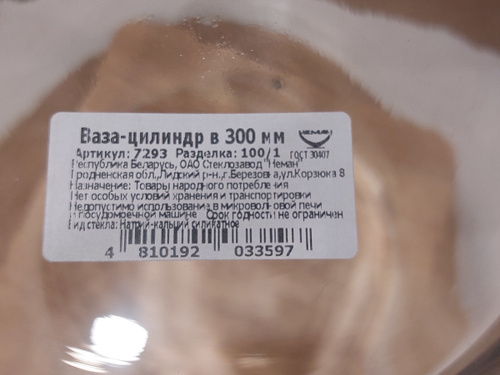 Ваза-цилиндр в 300 мм
НЕМАН
Артикул: 7293 Разделка: 100/1 ГОСТ 30407
Республика Беларусь, ОАО Стеклозавод "Неман"
Гродненская обл.,Лидский р-н.,г.Березовка,ул.Корзюка 8
Назначение: Товары народного потребления
Нет особых условий хранения и транспортировки
Недопустимо использование в микроволновой печи
и посудомоечной машине Срок годности не ограничен
Вид стекла: Натрий-кальций силикатное
4 810192 033597